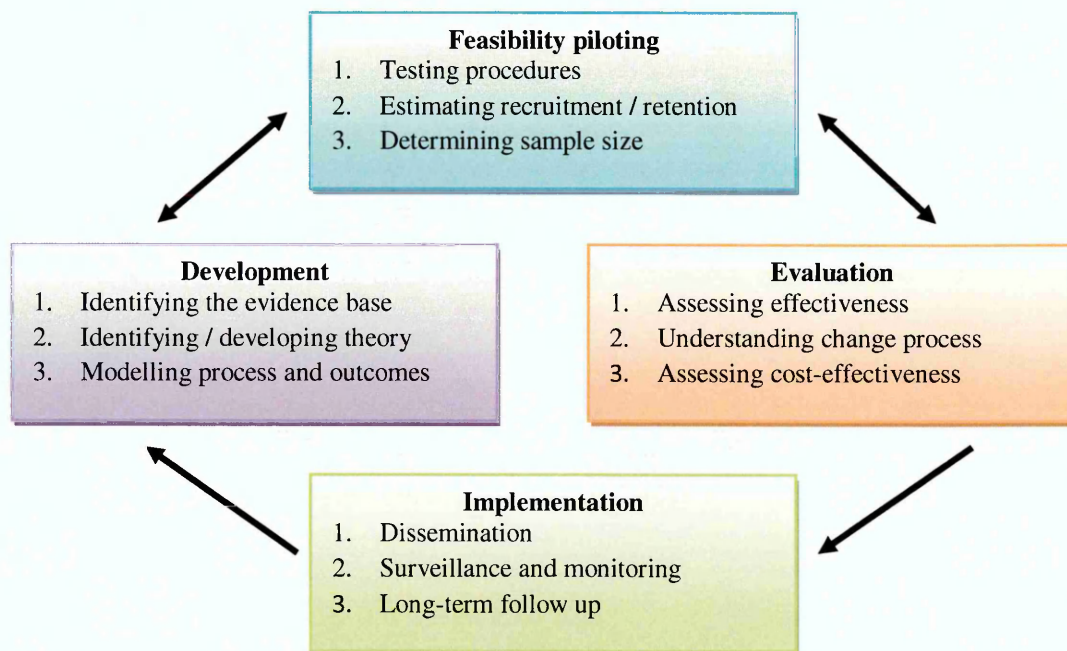 Feasibility piloting
1. Testing procedures
2. Estimating recruitment / retention
3. Determining sample size
Development
1. Identifying the evidence base
2. Identifying / developing theory
3. Modelling process and outcomes
Evaluation
1. Assessing effectiveness
2. Understanding change process
3. Assessing cost-effectiveness
Implementation
1. Dissemination
2. Surveillance and monitoring
3. Long-term follow up